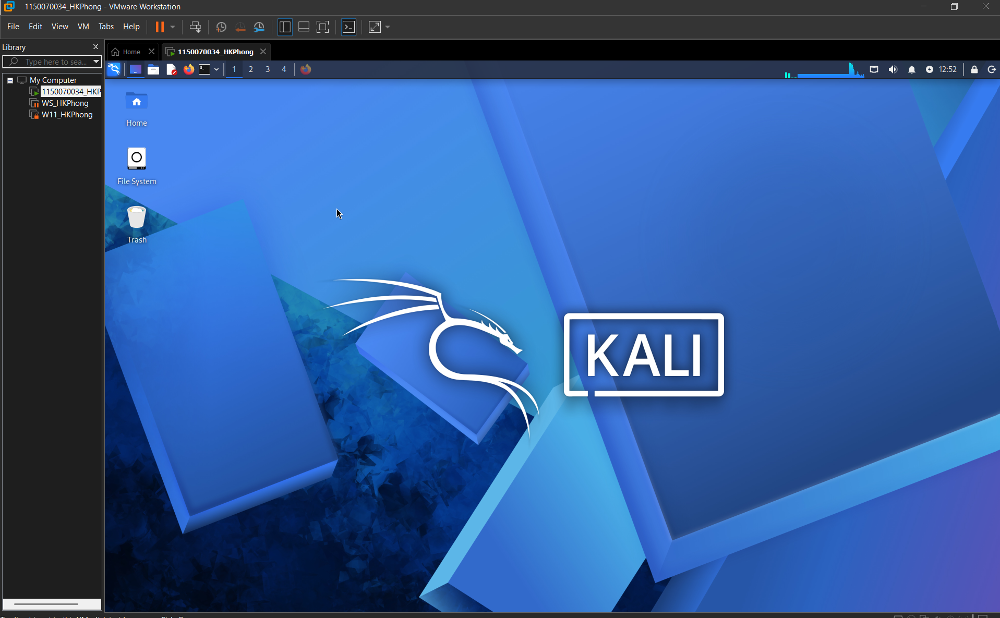 1150070034_HKPhong - VMware Workstation
File Edit View VM Tabs Help
Library
Type here to sea...
Home
1150070034_HKPhong
1 2 3 4
12:52
My Computer
1150070034_HKP
WS_HKPhong
W11_HKPhong
Home
File System
Trash
KALI